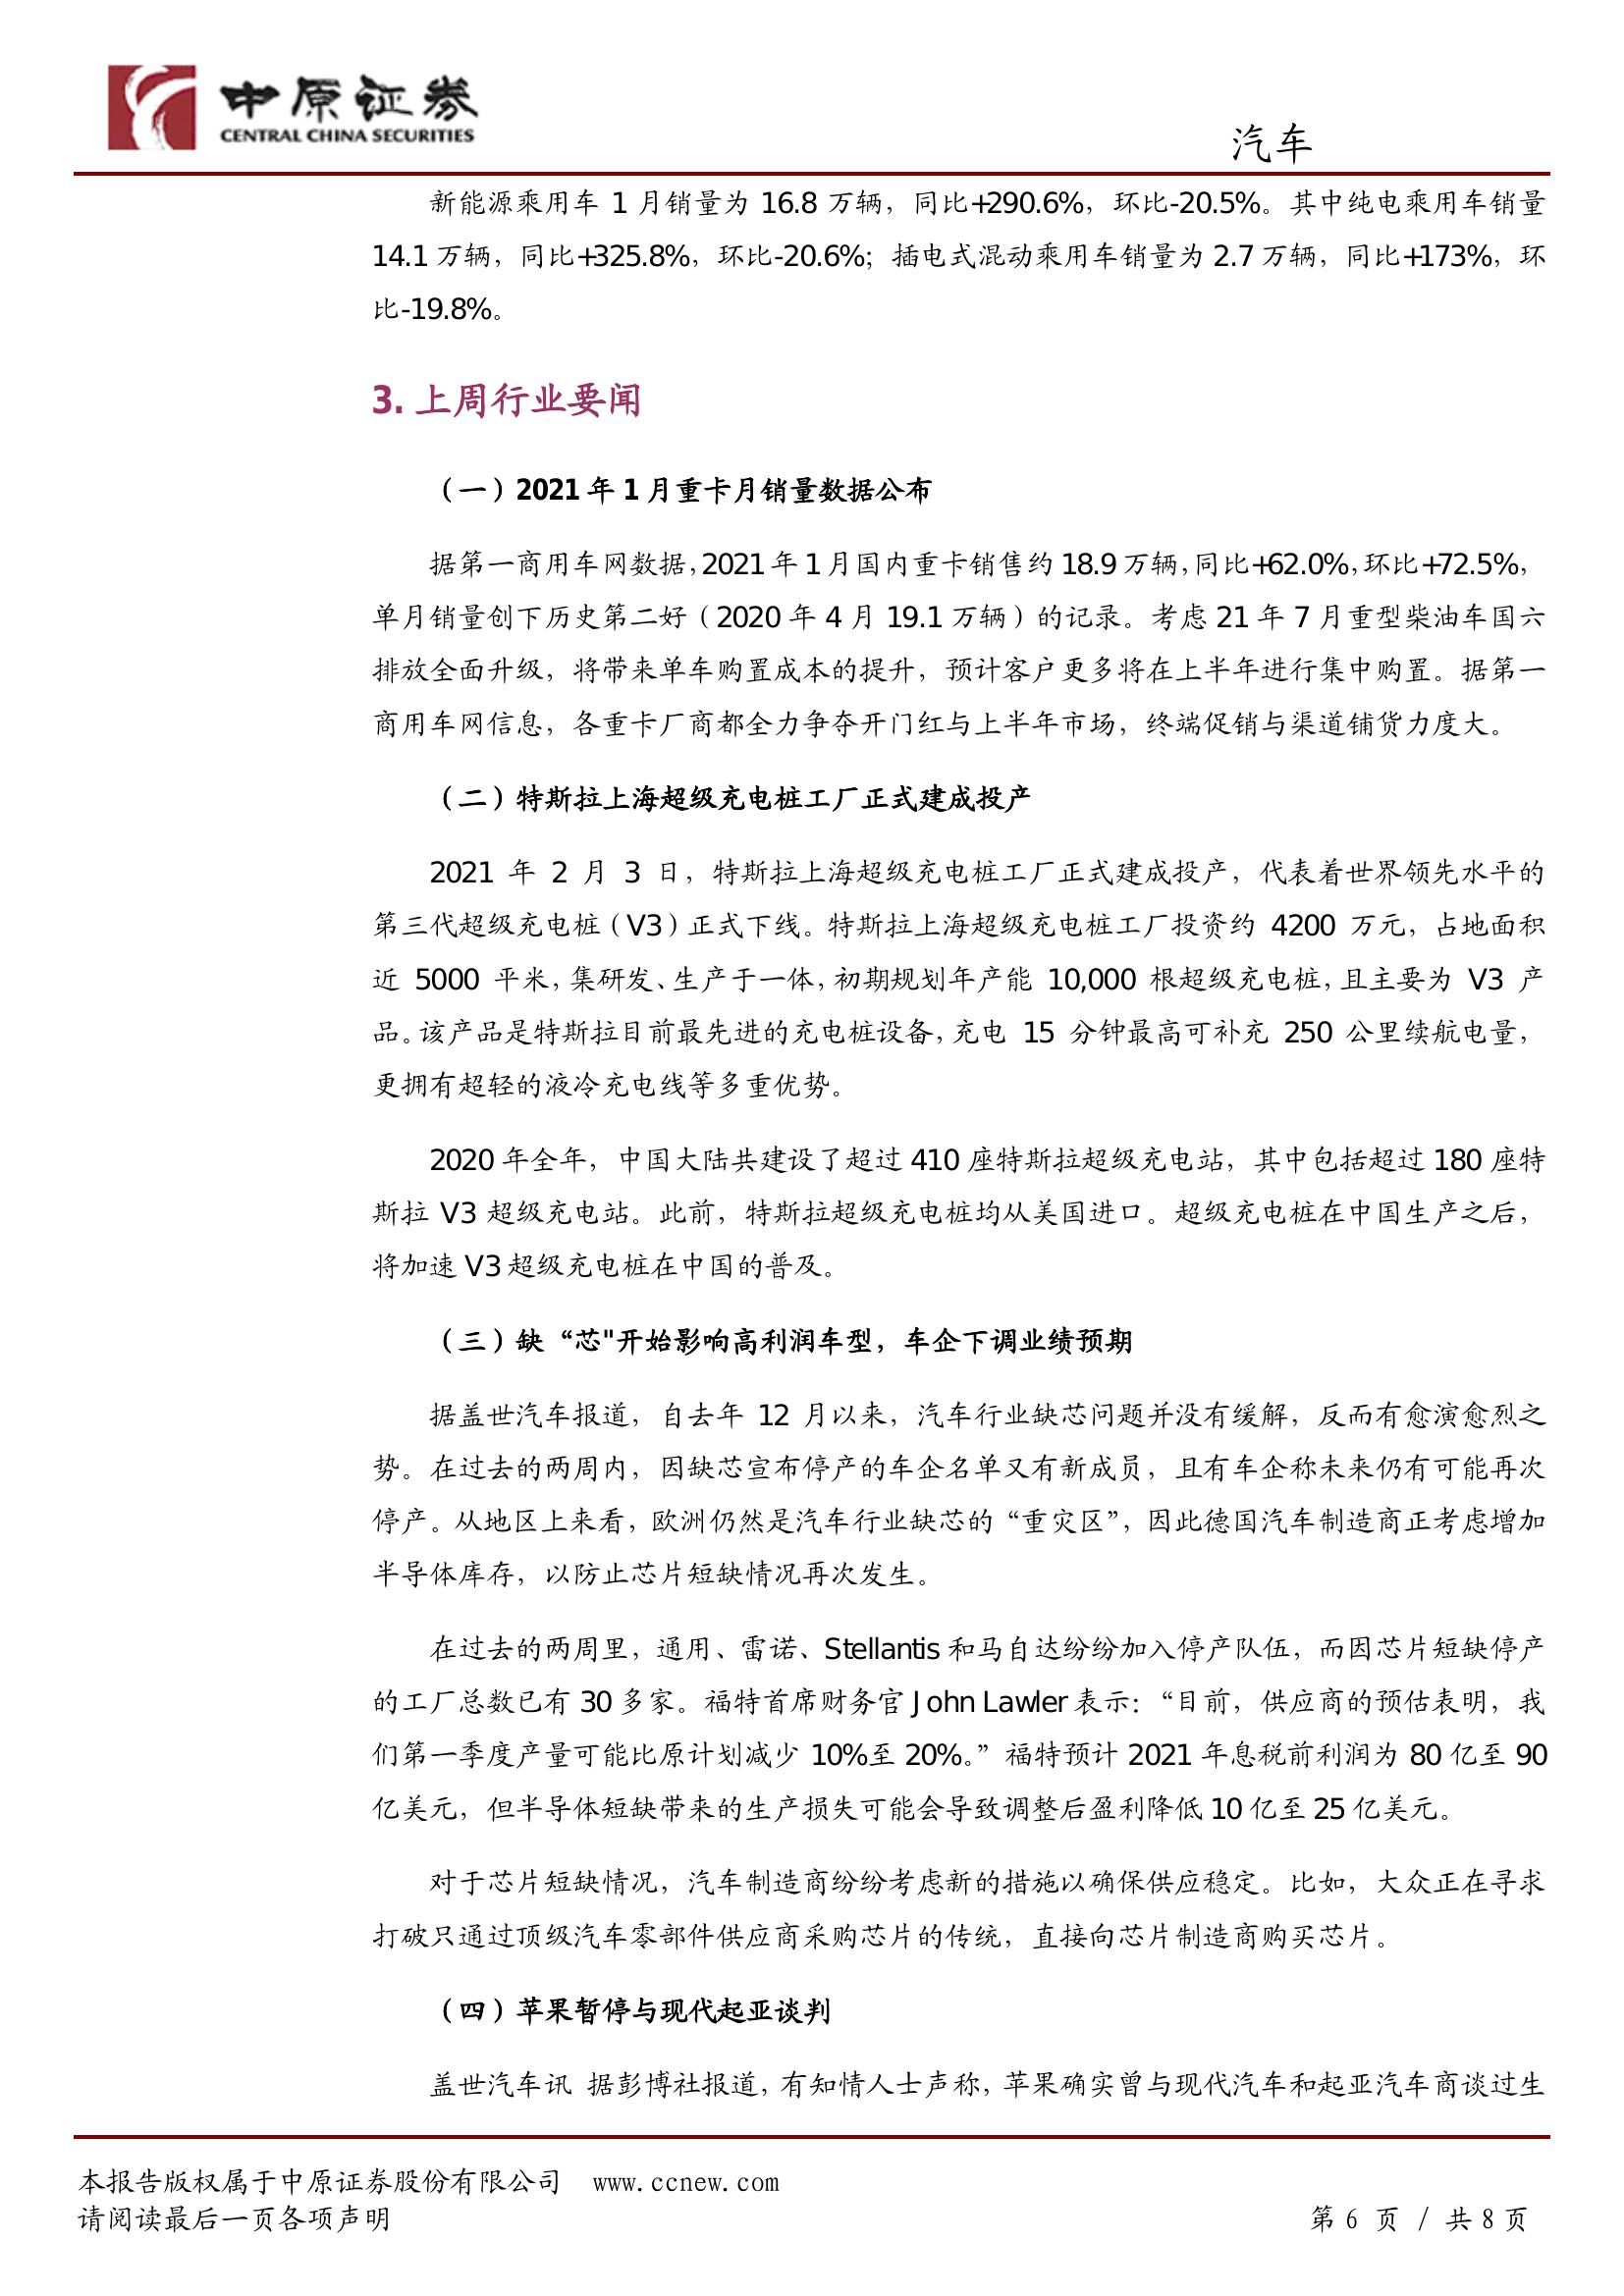 中原证券
CENTRAL CHINA SECURITIES
汽车
新能源乘用车 1 月销量为 16.8 万辆，同比+290.6%，环比-20.5%。其中纯电乘用车销量
14.1 万辆，同比+325.8%，环比-20.6%；插电式混动乘用车销量为 2.7 万辆，同比+173%，环
比-19.8%。
3. 上周行业要闻
（一）2021 年 1 月重卡月销量数据公布
据第一商用车网数据，2021 年 1 月国内重卡销售约 18.9 万辆，同比+62.0%，环比+72.5%，
单月销量创下历史第二好（2020 年 4 月 19.1 万辆）的记录。考虑 21 年 7 月重型柴油车国六
排放全面升级，将带来单车购置成本的提升，预计客户更多将在上半年进行集中购置。据第一
商用车网信息，各重卡厂商都全力争夺开门红与上半年市场，终端促销与渠道铺货力度大。
（二）特斯拉上海超级充电桩工厂正式建成投产
2021 年 2 月 3 日，特斯拉上海超级充电桩工厂正式建成投产，代表着世界领先水平的
第三代超级充电桩（V3）正式下线。特斯拉上海超级充电桩工厂投资约 4200 万元，占地面积
近 5000 平米，集研发、生产于一体，初期规划年产能 10,000 根超级充电桩，且主要为 V3 产
品。该产品是特斯拉目前最先进的充电桩设备，充电 15 分钟最高可补充 250 公里续航电量，
更拥有超轻的液冷充电线等多重优势。
2020 年全年，中国大陆共建设了超过 410 座特斯拉超级充电站，其中包括超过 180 座特
斯拉 V3 超级充电站。此前，特斯拉超级充电桩均从美国进口。超级充电桩在中国生产之后，
将加速 V3 超级充电桩在中国的普及。
（三）缺“芯"开始影响高利润车型，车企下调业绩预期
据盖世汽车报道，自去年 12 月以来，汽车行业缺芯问题并没有缓解，反而有愈演愈烈之
势。在过去的两周内，因缺芯宣布停产的车企名单又有新成员，且有车企称未来仍有可能再次
停产。从地区上来看，欧洲仍然是汽车行业缺芯的“重灾区”，因此德国汽车制造商正考虑增加
半导体库存，以防止芯片短缺情况再次发生。
在过去的两周里，通用、雷诺、Stellantis 和马自达纷纷加入停产队伍，而因芯片短缺停产
的工厂总数已有 30 多家。福特首席财务官 John Lawler 表示：“目前，供应商的预估表明，我
们第一季度产量可能比原计划减少 10%至 20%。”福特预计 2021 年息税前利润为 80 亿至 90
亿美元，但半导体短缺带来的生产损失可能会导致调整后盈利降低 10 亿至 25 亿美元。
对于芯片短缺情况，汽车制造商纷纷考虑新的措施以确保供应稳定。比如，大众正在寻求
打破只通过顶级汽车零部件供应商采购芯片的传统，直接向芯片制造商购买芯片。
（四）苹果暂停与现代起亚谈判
盖世汽车讯 据彭博社报道，有知情人士声称，苹果确实曾与现代汽车和起亚汽车商谈过生
本报告版权属于中原证券股份有限公司 www.ccnew.com
请阅读最后一页各项声明
第 6 页 / 共 8 页